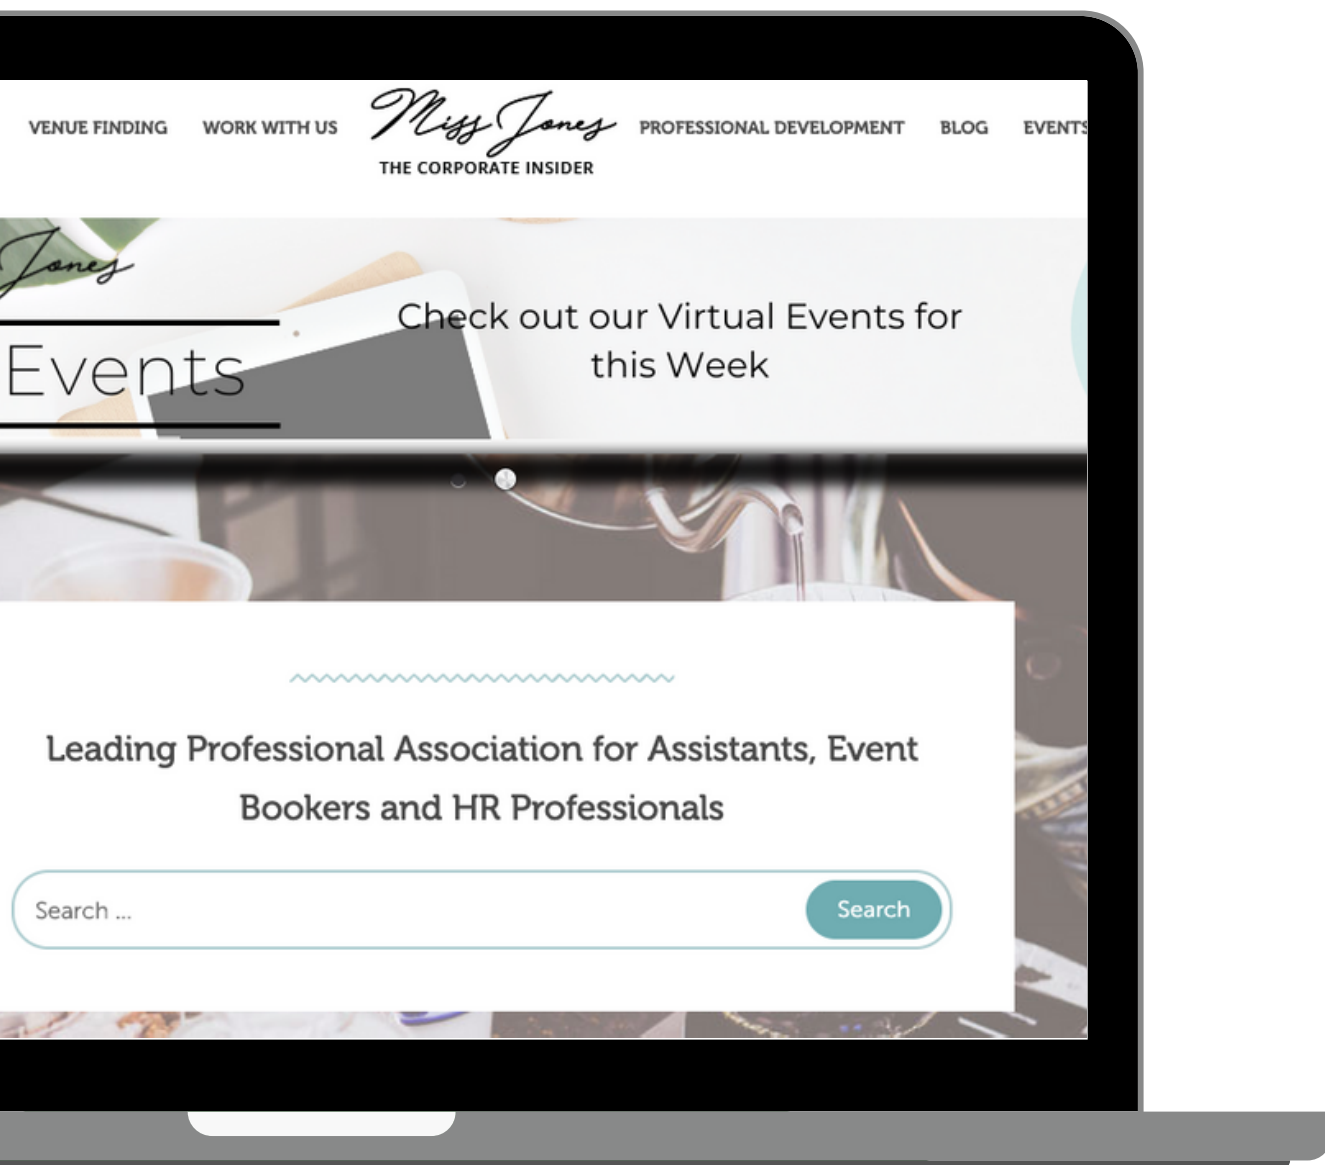 VENUE FINDING WORK WITH US Miss Jones PROFESSIONAL DEVELOPMENT BLOG EVENTS
THE CORPORATE INSIDER
Jones
Check out our Virtual Events for
this Week
Events
Leading Professional Association for Assistants, Event
Bookers and HR Professionals
Search ... Search